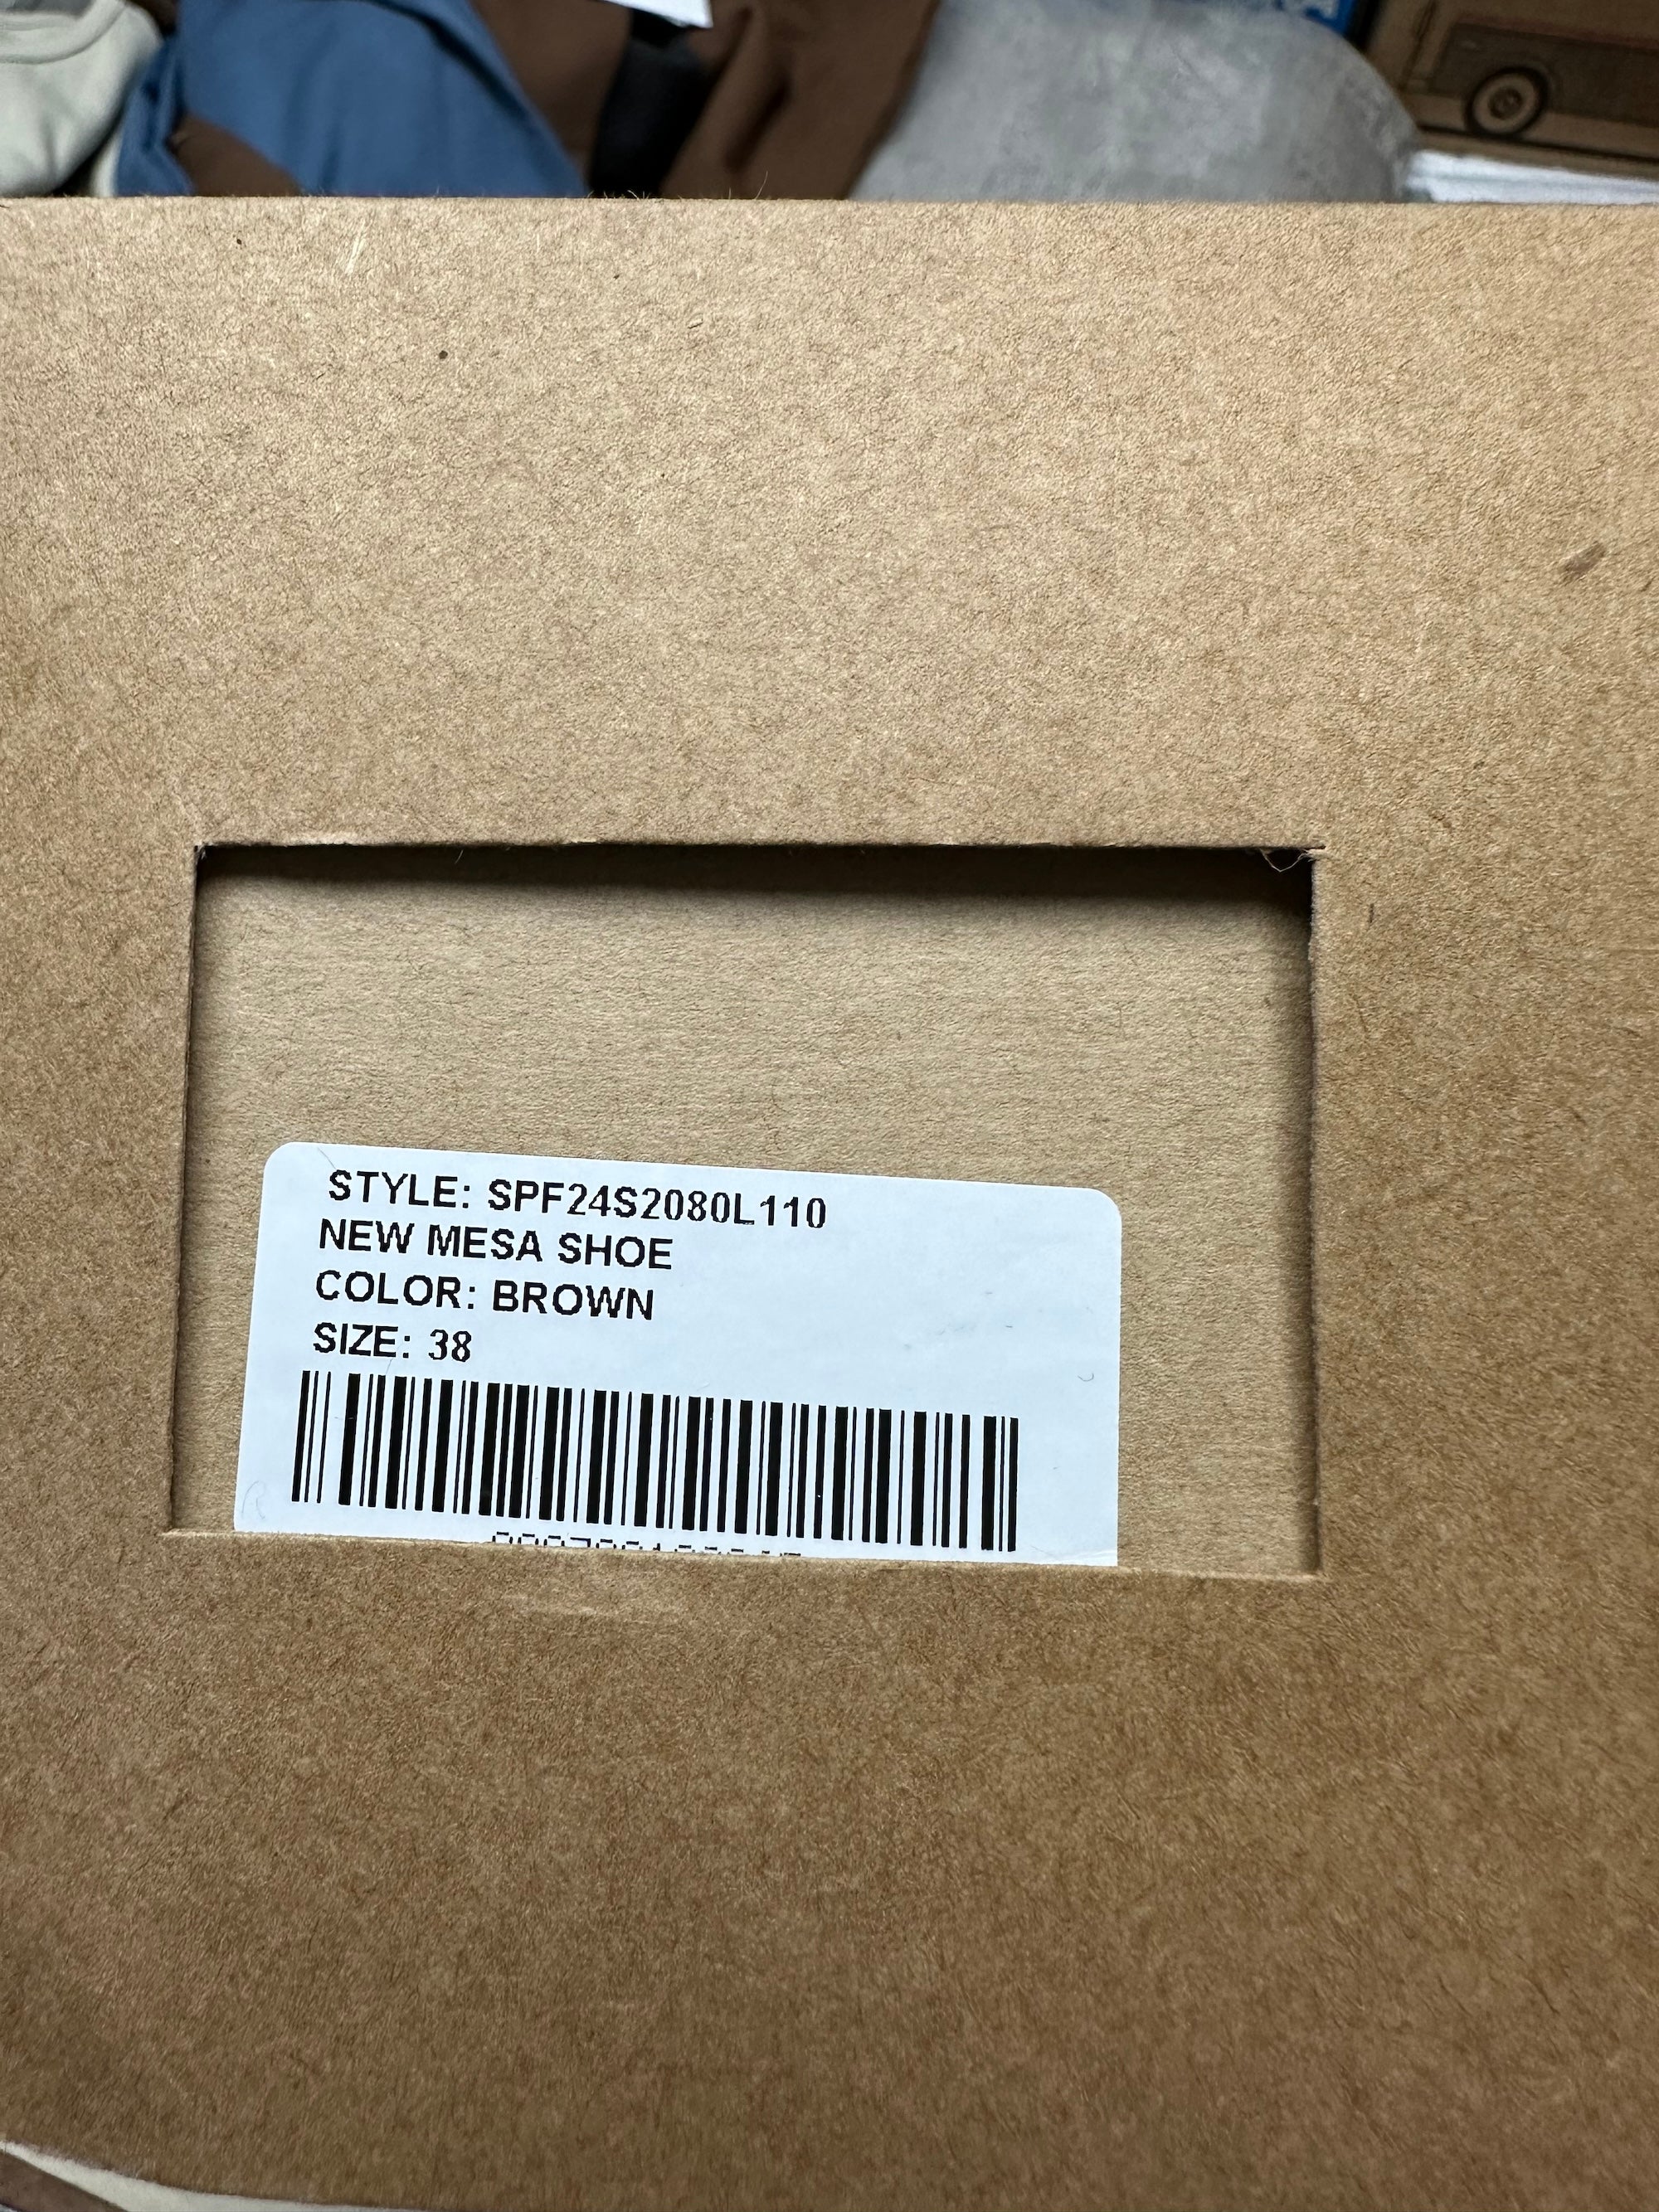 STYLE: SPF24S2080L110
NEW MESA SHOE
COLOR: BROWN
SIZE: 38